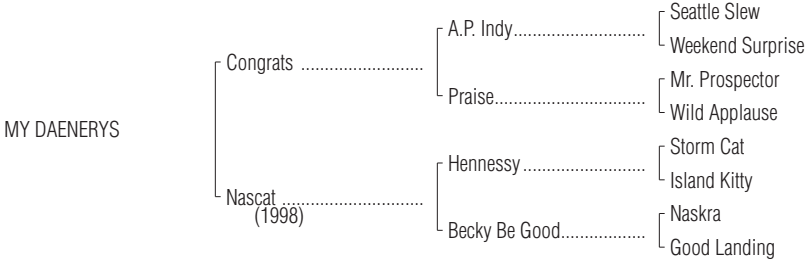 Seattle Slew
A.P. Indy..............................
Weekend Surprise
Congrats ...........................
Mr. Prospector
Praise..................................
Wild Applause
MY DAENERYS
Storm Cat
Hennessy ...........................
Island Kitty
Nascat ................................
(1998)
Naskra
Becky Be Good...................
Good Landing